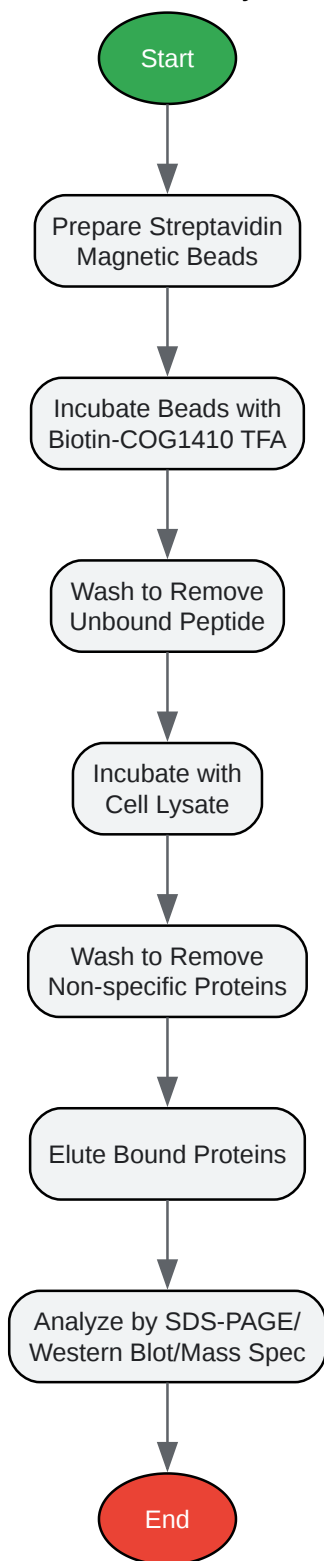 Start
Prepare Streptavidin
Magnetic Beads
Incubate Beads with
Biotin-COG1410 TFA
Wash to Remove
Unbound Peptide
Incubate with
Cell Lysate
Wash to Remove
Non-specific Proteins
Elute Bound Proteins
Analyze by SDS-PAGE/
Western Blot/Mass Spec
End